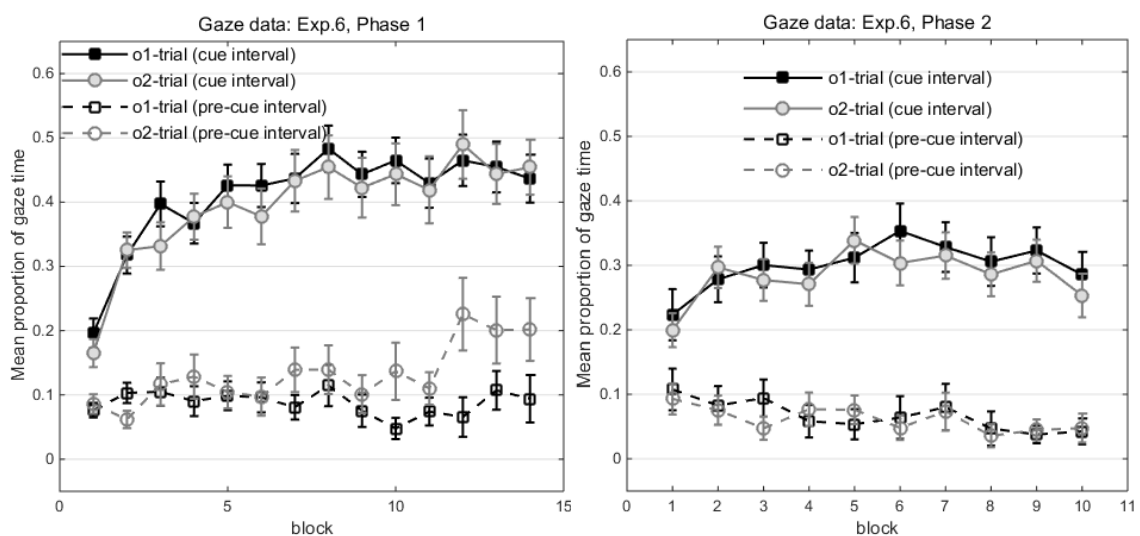 Gaze data: Exp.6, Phase 1
o1-trial (cue interval)
o2-trial (cue interval)
o1-trial (pre-cue interval)
o2-trial (pre-cue interval)
Mean proportion of gaze time
0.6
0.5
0.4
0.3
0.2
0.1
0
0 5 10 15
block
Gaze data: Exp.6, Phase 2
o1-trial (cue interval)
o2-trial (cue interval)
o1-trial (pre-cue interval)
o2-trial (pre-cue interval)
Mean proportion of gaze time
0.6
0.5
0.4
0.3
0.2
0.1
0
0 1 2 3 4 5 6 7 8 9 10 11
block